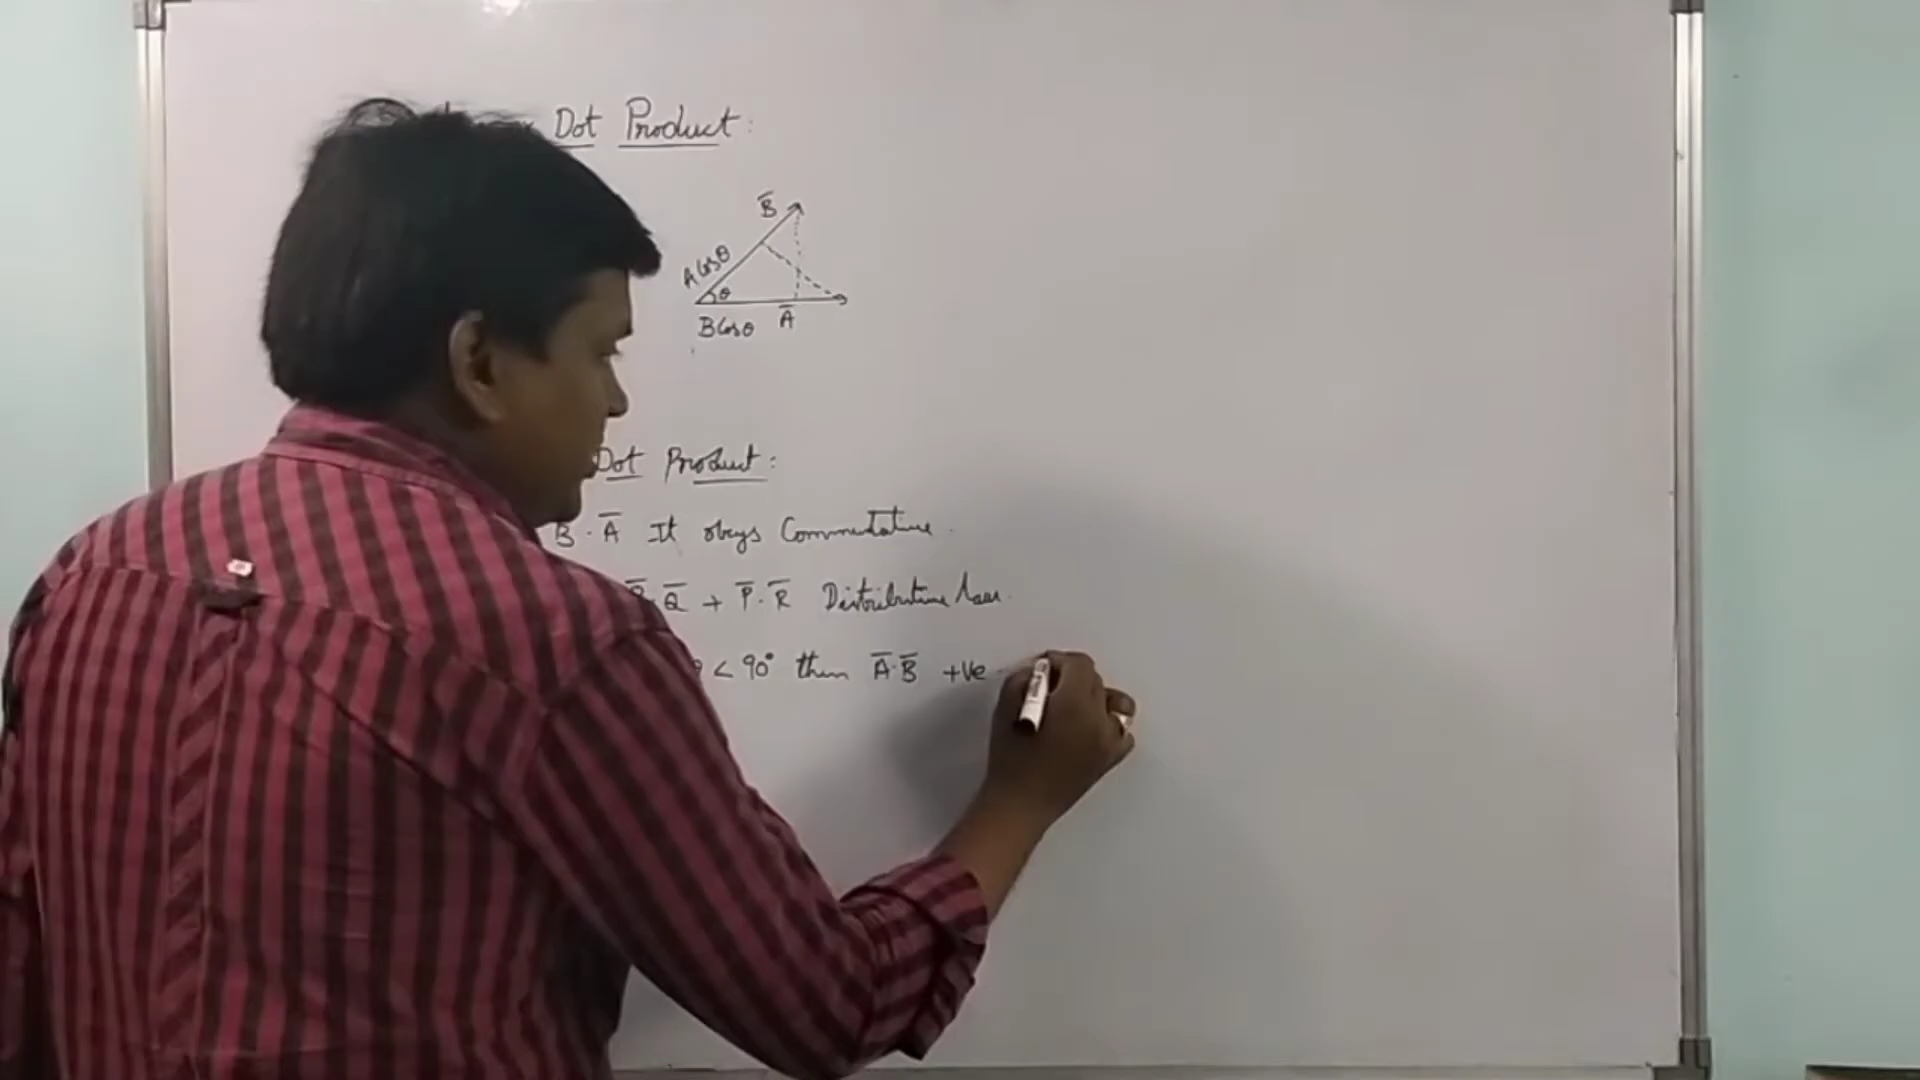 Dot Product:
B̅
A Cosθ
θ
B Cosθ A̅
Dot Product:
B̅ · A̅ It obeys Commutative.
Q̅ + P̅ · R̅ Distributive Law.
< 90° then A̅·B̅ +Ve